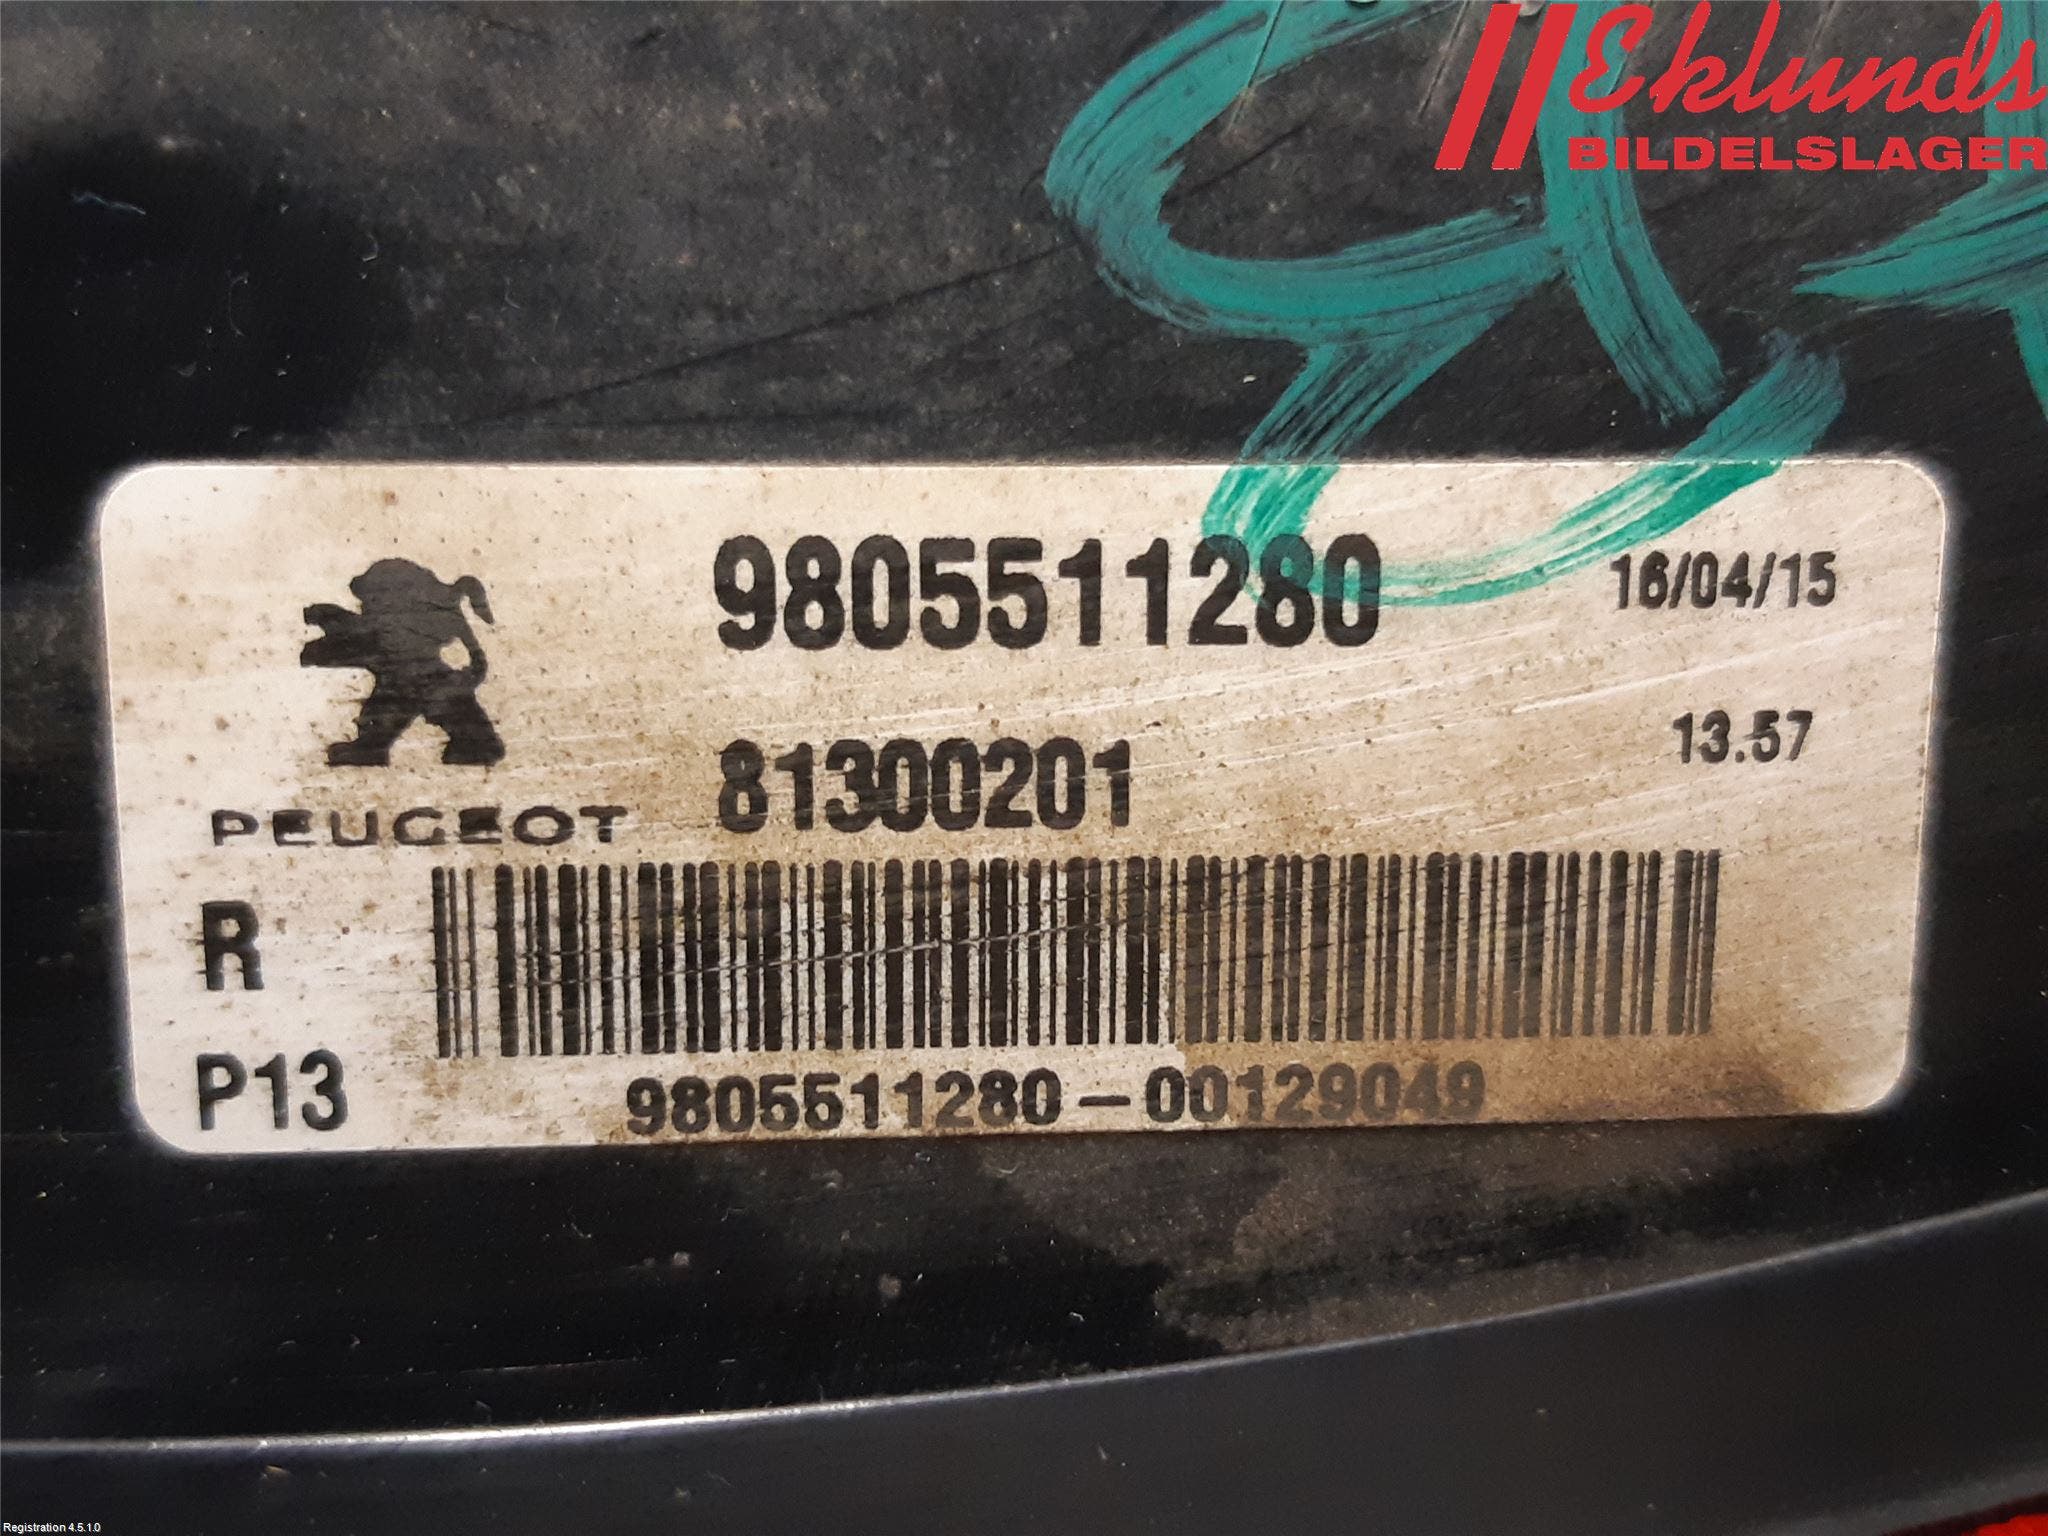 Eklunds
BILDELSLAGER
9805511280
16/04/15
81300201
13.57
PEUGEOT
R
P13
9805511280-00129049
Registration 4.5.1.0